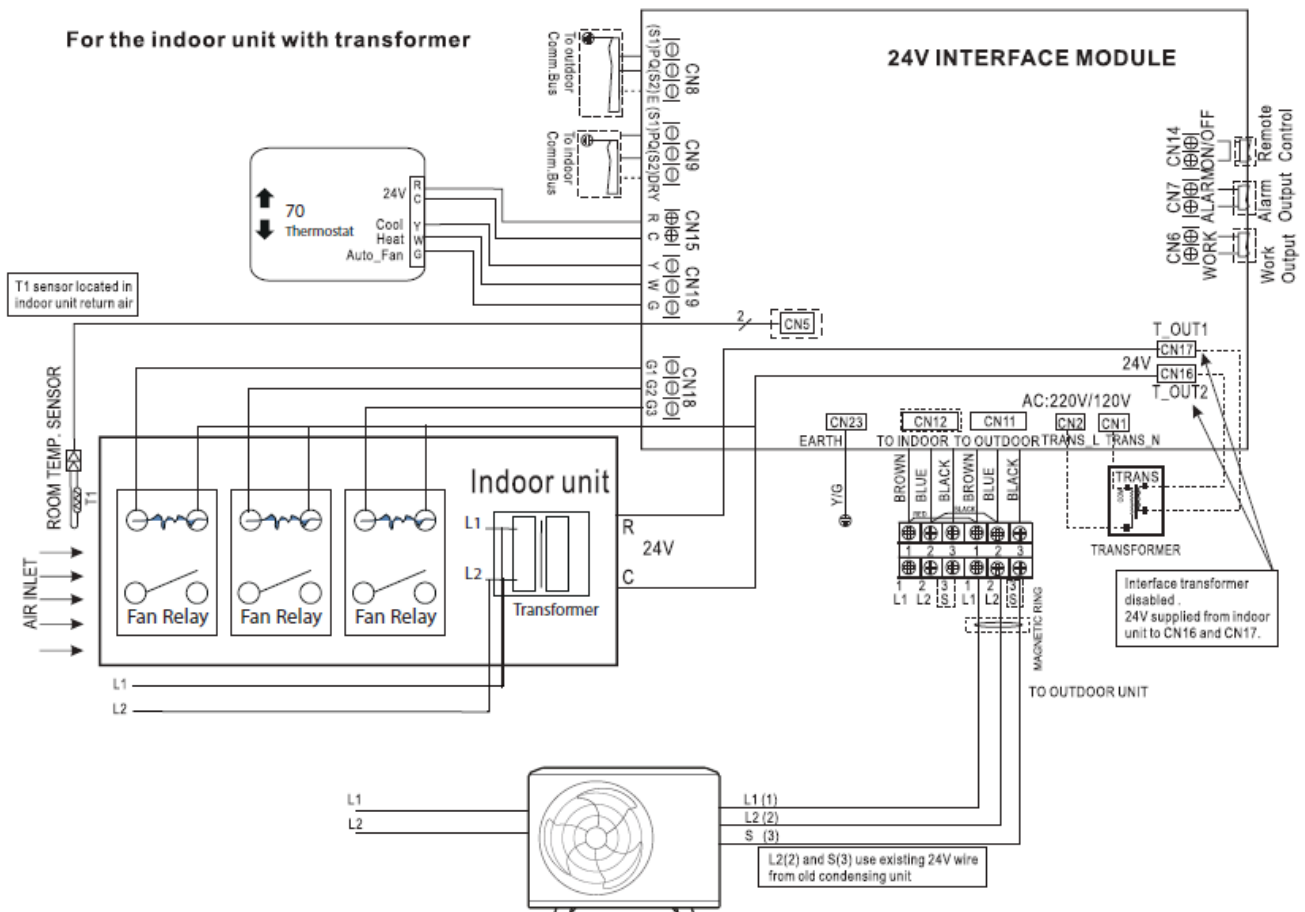 For the indoor unit with transformer
24V INTERFACE MODULE
To outdoor
Comm.Bus
(S1)PQ(S2)E
CN8
To indoor
Comm.Bus
(S1)PQ(S2)DRY
CN9
R C
CN15
Y W G
CN19
CN14
ON/OFF
Remote
Control
CN7
ALARM
Alarm
Output
CN6
WORK
Work
Output
70
Thermostat
24V
Cool
Heat
Auto_Fan
R
C
Y
W
G
T1 sensor located in
indoor unit return air
2
CN5
G1 G2 G3
CN18
T_OUT1
CN17
24V
CN16
T_OUT2
AC:220V/120V
CN23
CN12
CN11
CN2
CN1
EARTH
TO INDOOR
TO OUTDOOR
TRANS_L
TRANS_N
Y/G
BROWN
BLUE
BLACK
BROWN
BLUE
BLACK
RED
BLACK
1 2 3 1 2 3
1 2 3 1 2 3
L1 L2 S L1 L2 S
MAGNETIC RING
TRANS
COM
TRANSFORMER
Interface transformer
disabled .
24V supplied from indoor
unit to CN16 and CN17.
ROOM TEMP. SENSOR
T1
AIR INLET
Indoor unit
Fan Relay
Fan Relay
Fan Relay
L1
L2
Transformer
R
24V
C
L1
L2
TO OUTDOOR UNIT
L1
L2
L1 (1)
L2 (2)
S (3)
L2(2) and S(3) use existing 24V wire
from old condensing unit